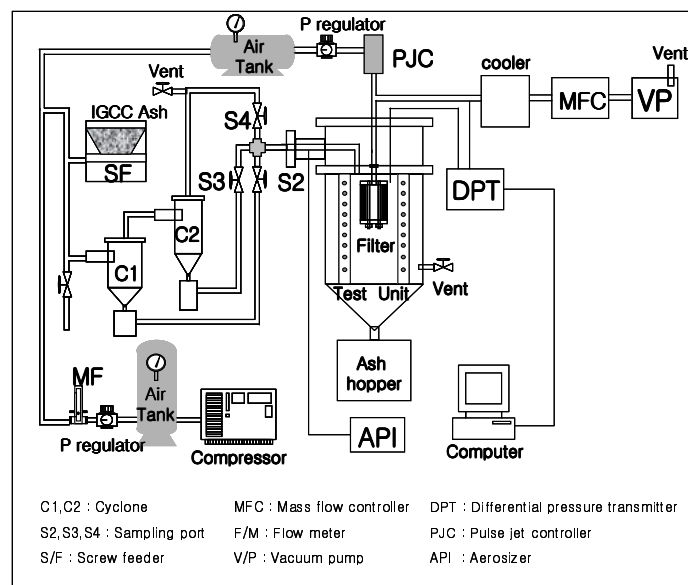 P regulator
Air
Tank
PJC
cooler
Vent
MFC
VP
Vent
IGCC Ash
SF
S4
S3
S2
DPT
C2
C1
Filter
Vent
Test Unit
Ash
hopper
MF
Air
Tank
P regulator
Compressor
API
Computer
C1,C2 : Cyclone
MFC : Mass flow controller
DPT : Differential pressure transmitter
S2,S3,S4 : Sampling port
F/M : Flow meter
PJC : Pulse jet controller
S/F : Screw feeder
V/P : Vacuum pump
API : Aerosizer